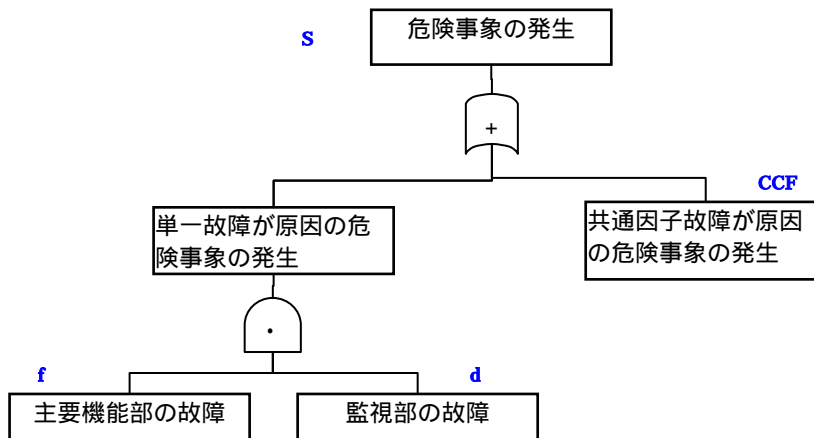 S
危険事象の発生
+
CCF
単一故障が原因の危
険事象の発生
共通因子故障が原因
の危険事象の発生
・
f
d
主要機能部の故障
監視部の故障